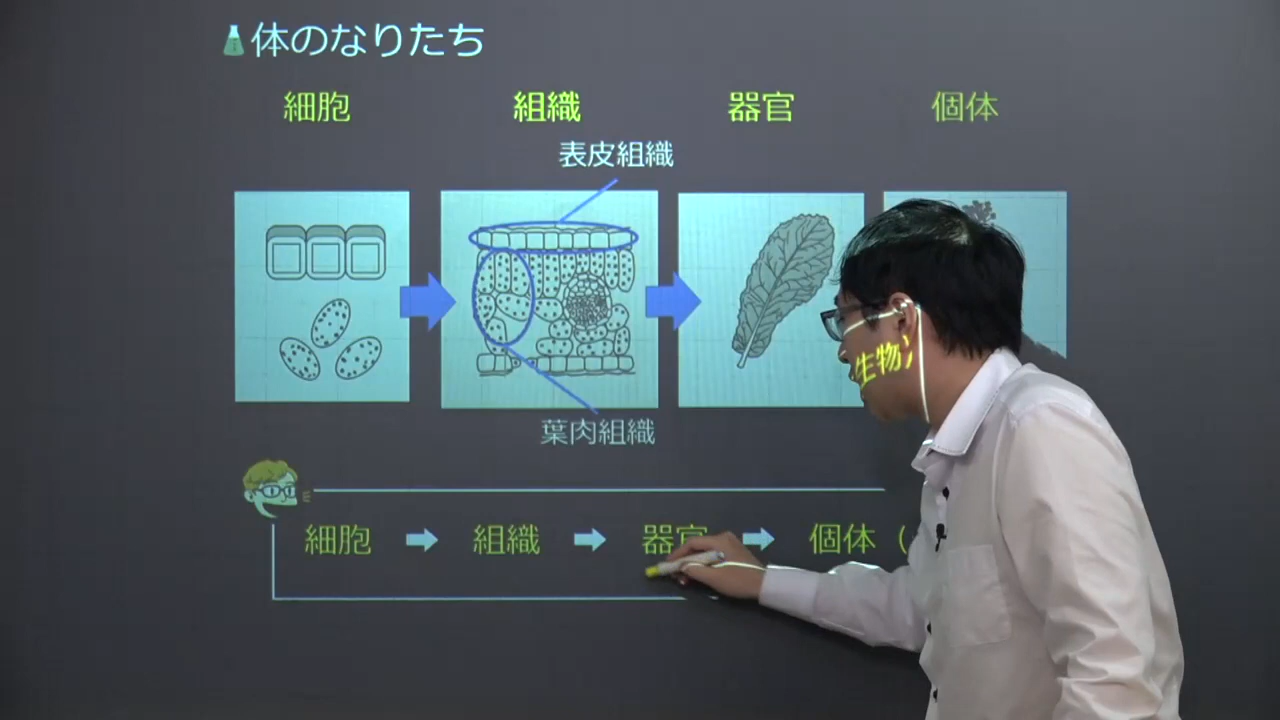 体のなりたち
細胞 組織 器官 個体
表皮組織
葉肉組織
細胞 組織 器官 個体（
生物